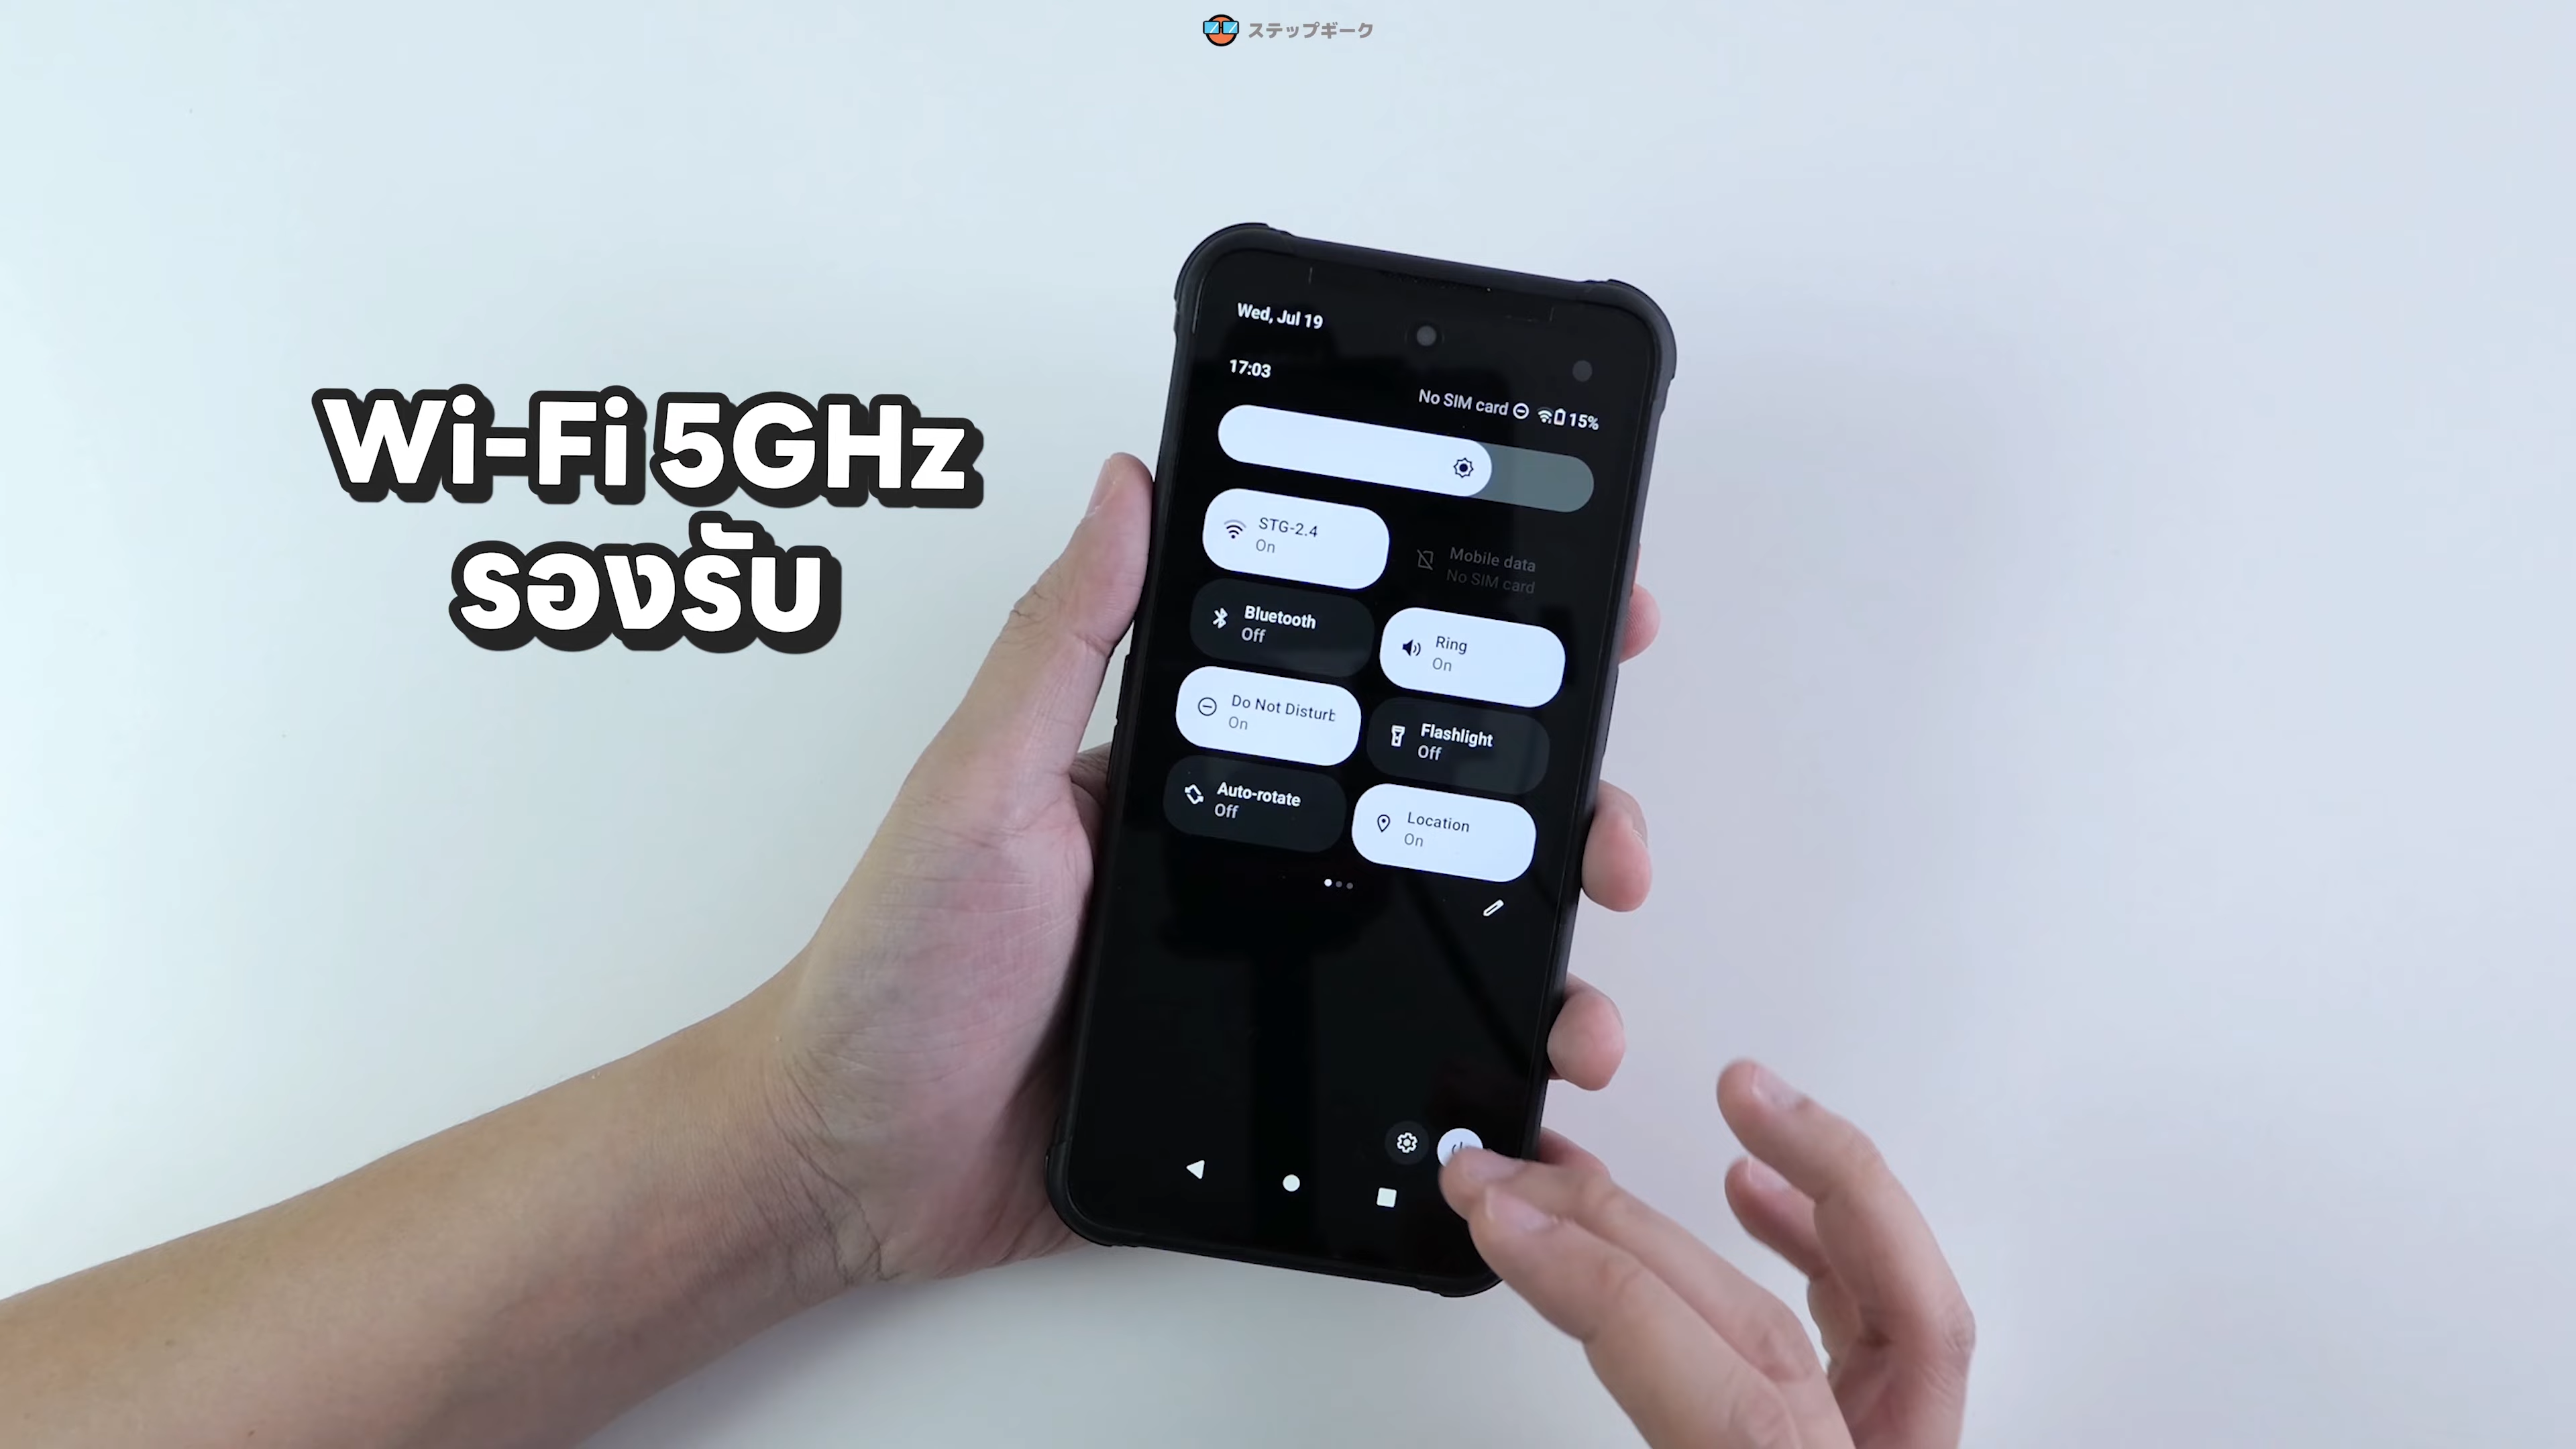 ステップギーク
Wi-Fi 5GHz
รองรับ
Wed, Jul 19
17:03
No SIM card 15%
STG-2.4
On
Mobile data
No SIM card
Bluetooth
Off
Ring
On
Do Not Disturb
On
Flashlight
Off
Auto-rotate
Off
Location
On